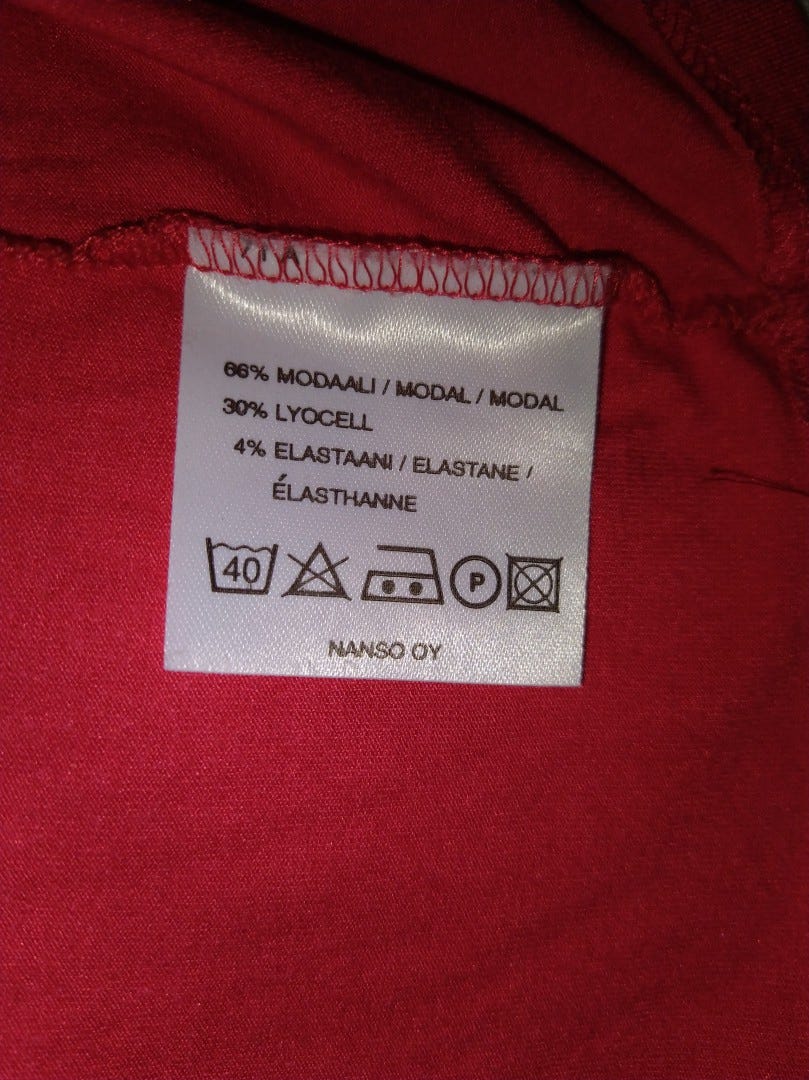 66% MODAALI / MODAL / MODAL
30% LYOCELL
4% ELASTAANI / ELASTANE /
ÉLASTHANNE
40 P
NANSO OY